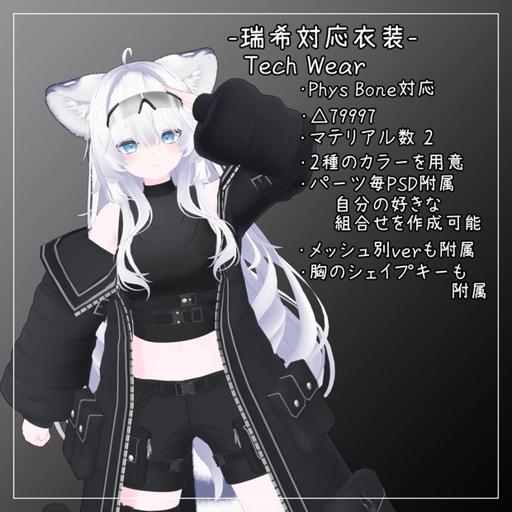 -瑞希対応衣装-
Tech Wear
・Phys Bone対応
・△79997
・マテリアル数 2
・2種のカラーを用意
・パーツ毎PSD附属
自分の好きな
組合せを作成可能
・メッシュ別verも附属
・胸のシェイプキーも
附属